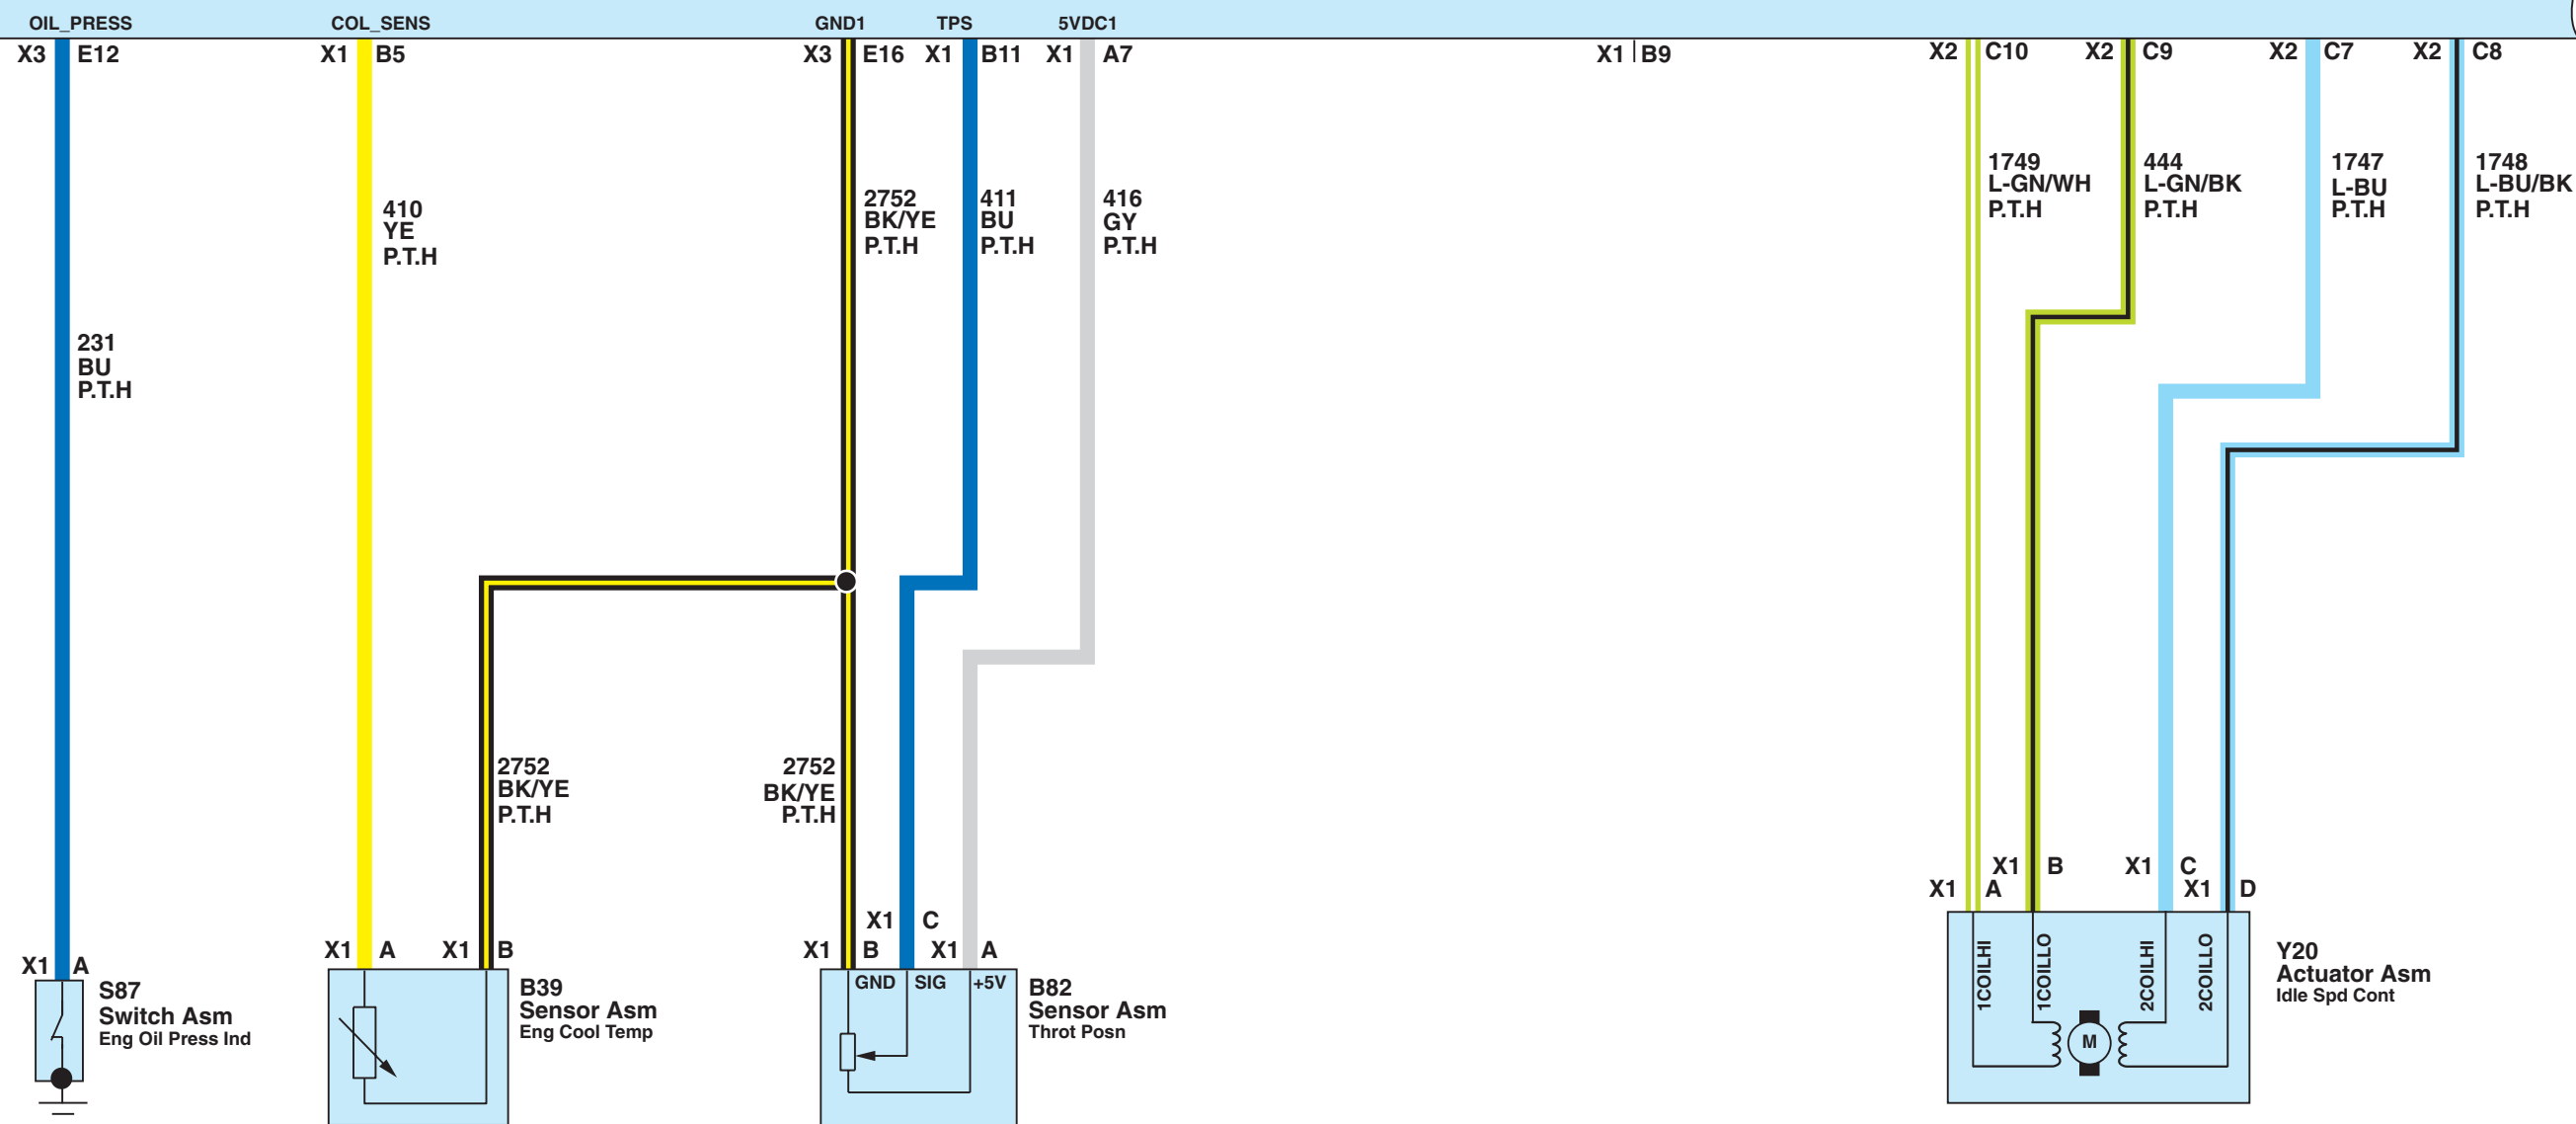 OIL_PRESS COL_SENS GND1 TPS 5VDC1
X3 E12 X1 B5 X3 E16 X1 B11 X1 A7 X1 B9 X2 C10 X2 C9 X2 C7 X2 C8
1749
L-GN/WH
P.T.H
444
L-GN/BK
P.T.H
1747
L-BU
P.T.H
1748
L-BU/BK
P.T.H
410
YE
P.T.H
2752
BK/YE
P.T.H
411
BU
P.T.H
416
GY
P.T.H
231
BU
P.T.H
2752
BK/YE
P.T.H
2752
BK/YE
P.T.H
X1 B X1 C
X1 A X1 D
X1 C
X1 A X1 B X1 B X1 A
X1 A
S87
Switch Asm
Eng Oil Press Ind
B39
Sensor Asm
Eng Cool Temp
GND SIG +5V
B82
Sensor Asm
Throt Posn
1COILHI
1COILLO
2COILHI
2COILLO
M
Y20
Actuator Asm
Idle Spd Cont